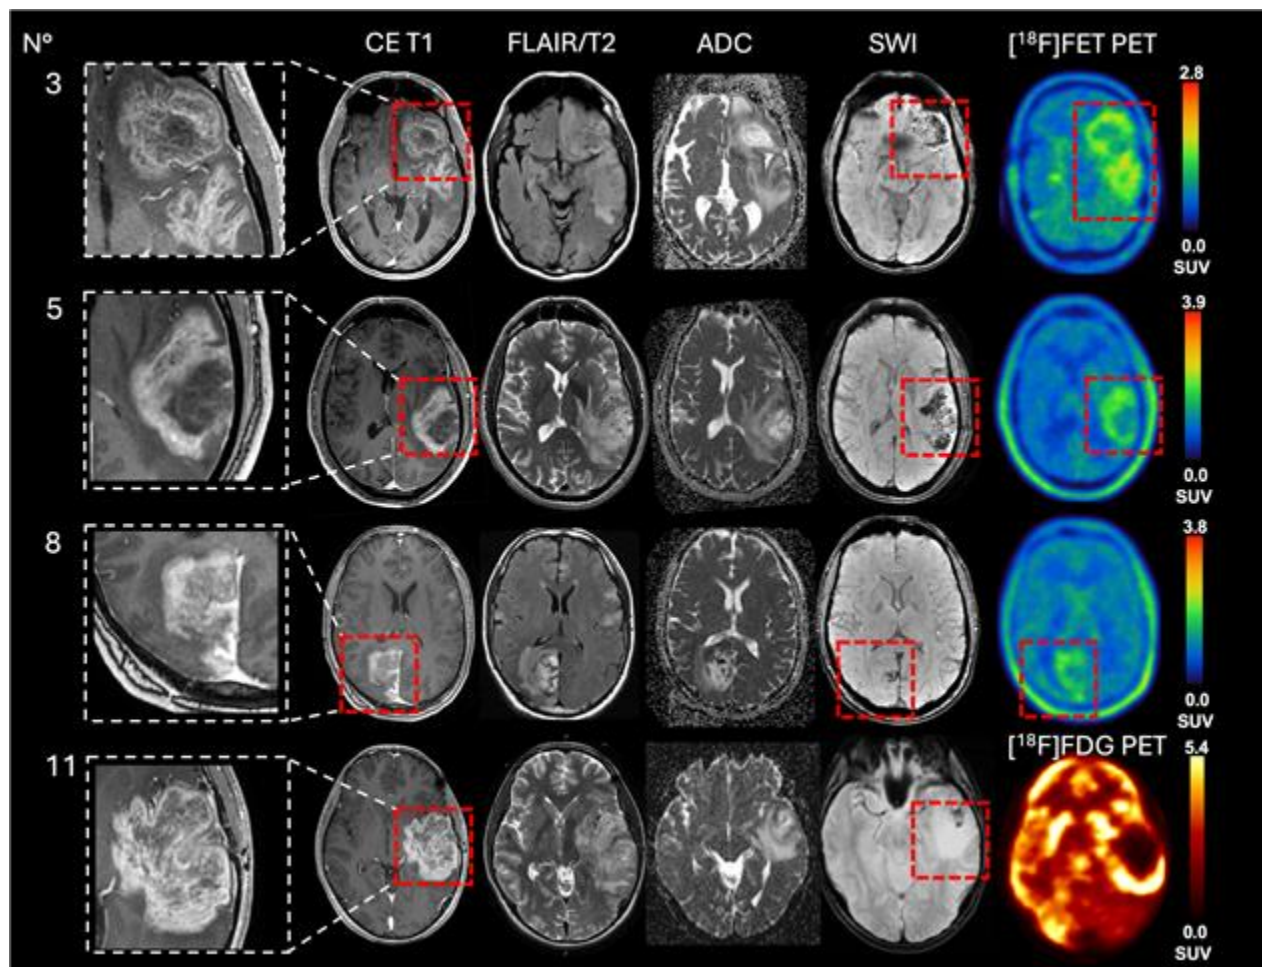 Nº CE T1 FLAIR/T2 ADC SWI [¹⁸F]FET PET
3
2.8
0.0
SUV
5
3.9
0.0
SUV
8
3.8
0.0
SUV
[¹⁸F]FDG PET
11
5.4
0.0
SUV